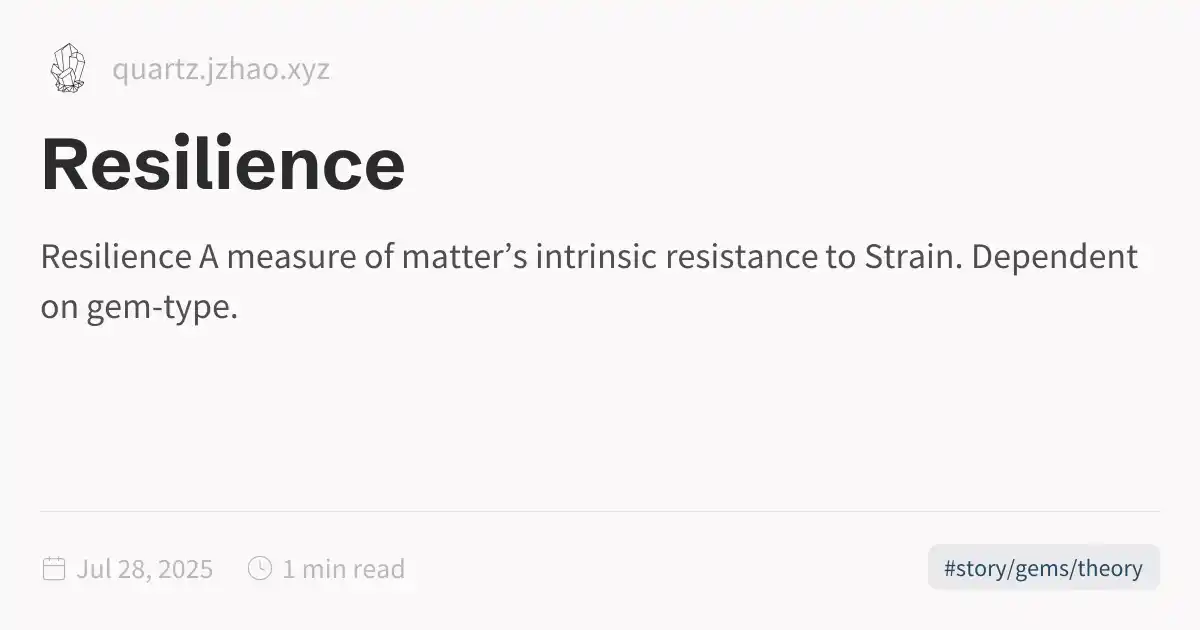 quartz.jzhao.xyz
Resilience
Resilience A measure of matter’s intrinsic resistance to Strain. Dependent
on gem-type.
Jul 28, 2025
1 min read
#story/gems/theory